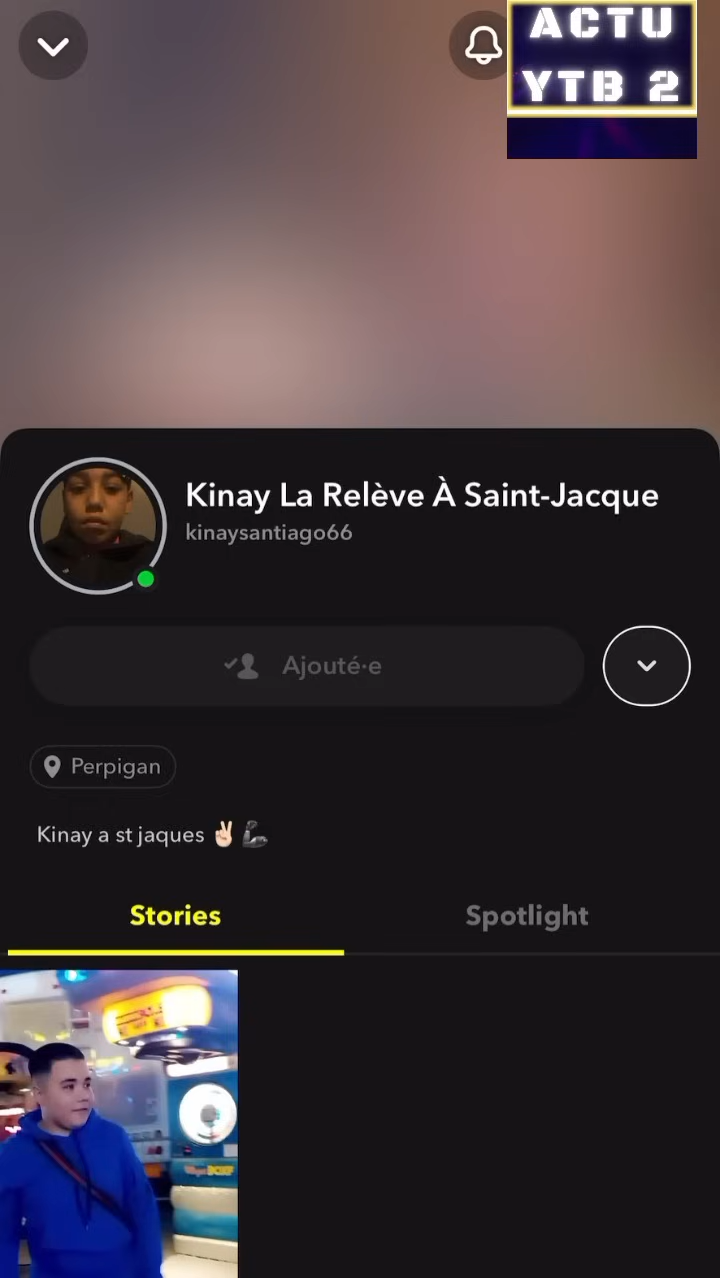 ACTU
YTB 2
Kinay La Relève À Saint-Jacque
kinaysantiago66
Ajouté·e
Perpigan
Kinay a st jaques ✌🏻🦾
Stories
Spotlight